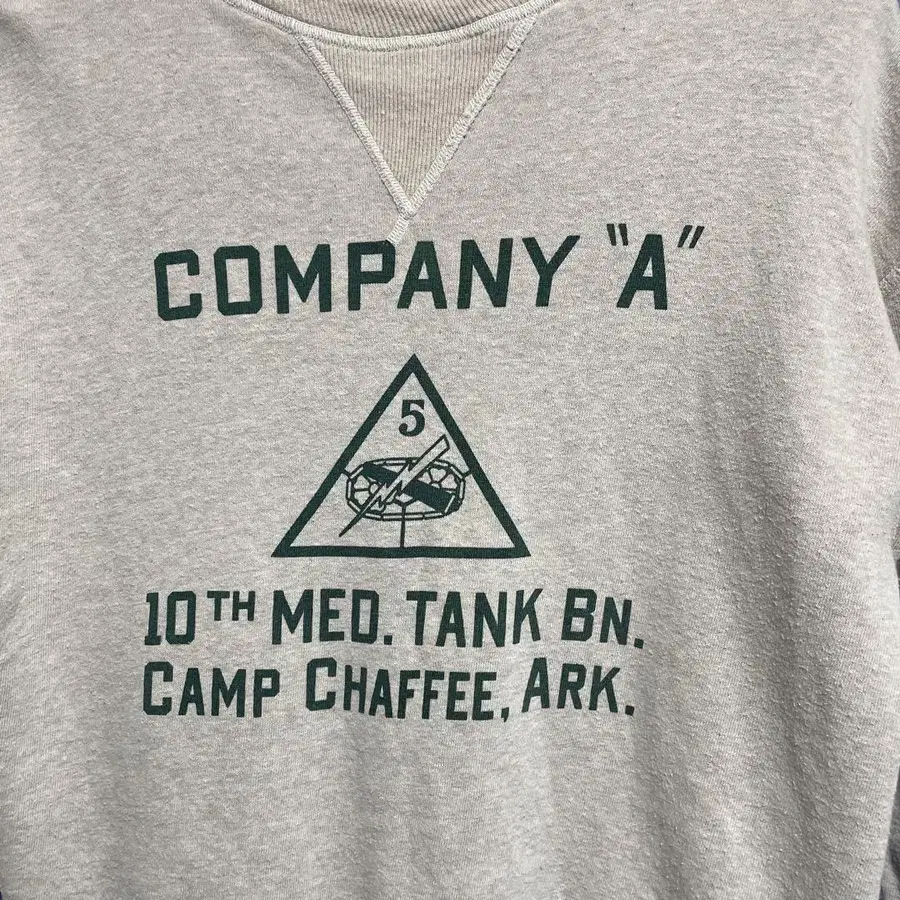 COMPANY "A"
5
10TH MED. TANK BN.
CAMP CHAFFEE, ARK.